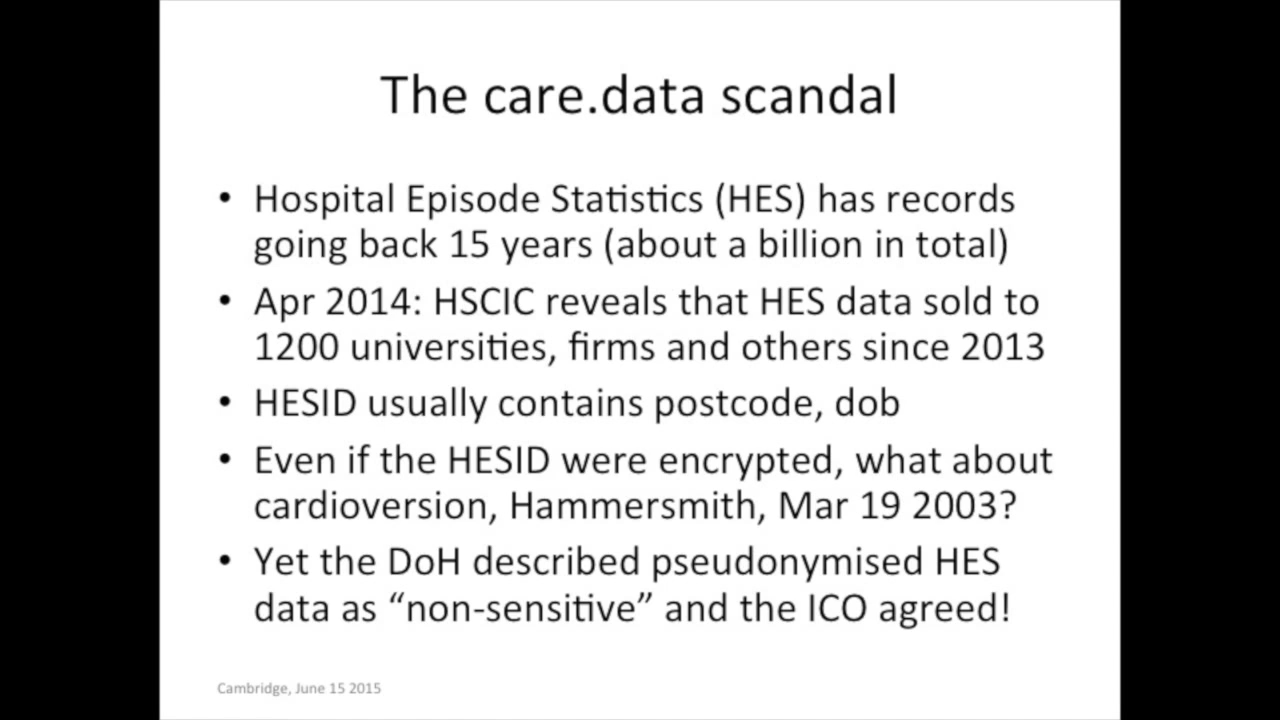 The care.data scandal
• Hospital Episode Statistics (HES) has records
going back 15 years (about a billion in total)
• Apr 2014: HSCIC reveals that HES data sold to
1200 universities, firms and others since 2013
• HESID usually contains postcode, dob
• Even if the HESID were encrypted, what about
cardioversion, Hammersmith, Mar 19 2003?
• Yet the DoH described pseudonymised HES
data as “non-sensitive” and the ICO agreed!
Cambridge, June 15 2015